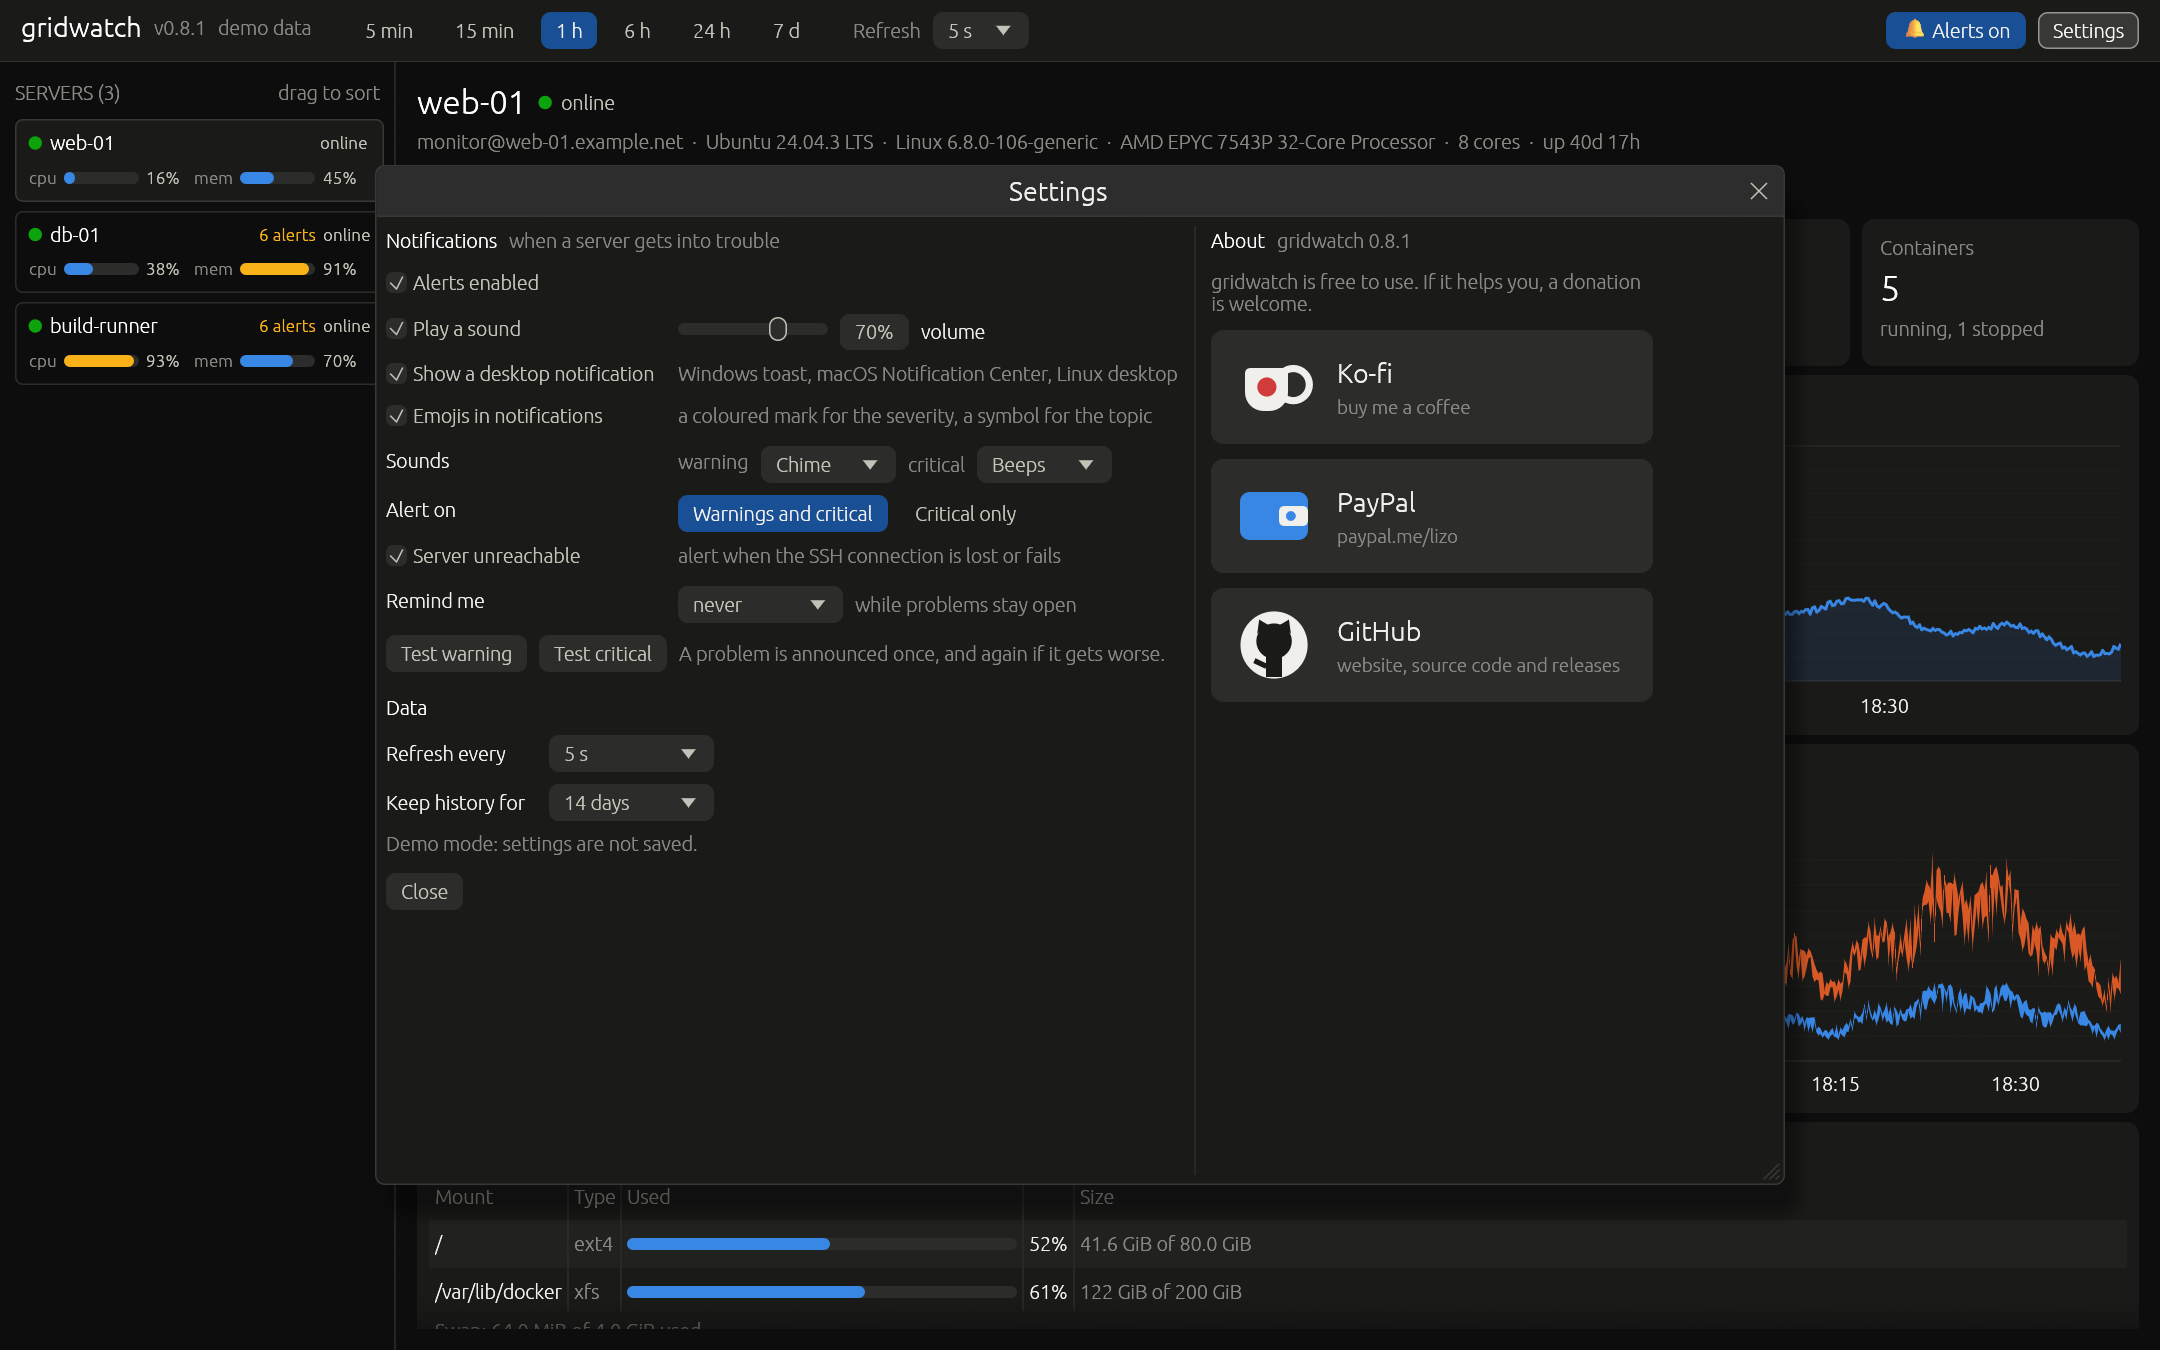 gridwatch v0.8.1 demo data 5 min 15 min 1 h 6 h 24 h 7 d Refresh 5 s Alerts on Settings
SERVERS (3) drag to sort
web-01 online
cpu 16% mem 45%
db-01 6 alerts online
cpu 38% mem 91%
build-runner 6 alerts online
cpu 93% mem 70%
web-01 online
monitor@web-01.example.net · Ubuntu 24.04.3 LTS · Linux 6.8.0-106-generic · AMD EPYC 7543P 32-Core Processor · 8 cores · up 40d 17h
Settings
Notifications when a server gets into trouble
Alerts enabled
Play a sound 70% volume
Show a desktop notification Windows toast, macOS Notification Center, Linux desktop
Emojis in notifications a coloured mark for the severity, a symbol for the topic
Sounds warning Chime critical Beeps
Alert on Warnings and critical Critical only
Server unreachable alert when the SSH connection is lost or fails
Remind me never while problems stay open
Test warning Test critical A problem is announced once, and again if it gets worse.
Data
Refresh every 5 s
Keep history for 14 days
Demo mode: settings are not saved.
Close
About gridwatch 0.8.1
gridwatch is free to use. If it helps you, a donation
is welcome.
Ko-fi
buy me a coffee
PayPal
paypal.me/lizo
GitHub
website, source code and releases
Containers
5
running, 1 stopped
18:30
18:15 18:30
Mount Type Used Size
/ ext4 52% 41.6 GiB of 80.0 GiB
/var/lib/docker xfs 61% 122 GiB of 200 GiB